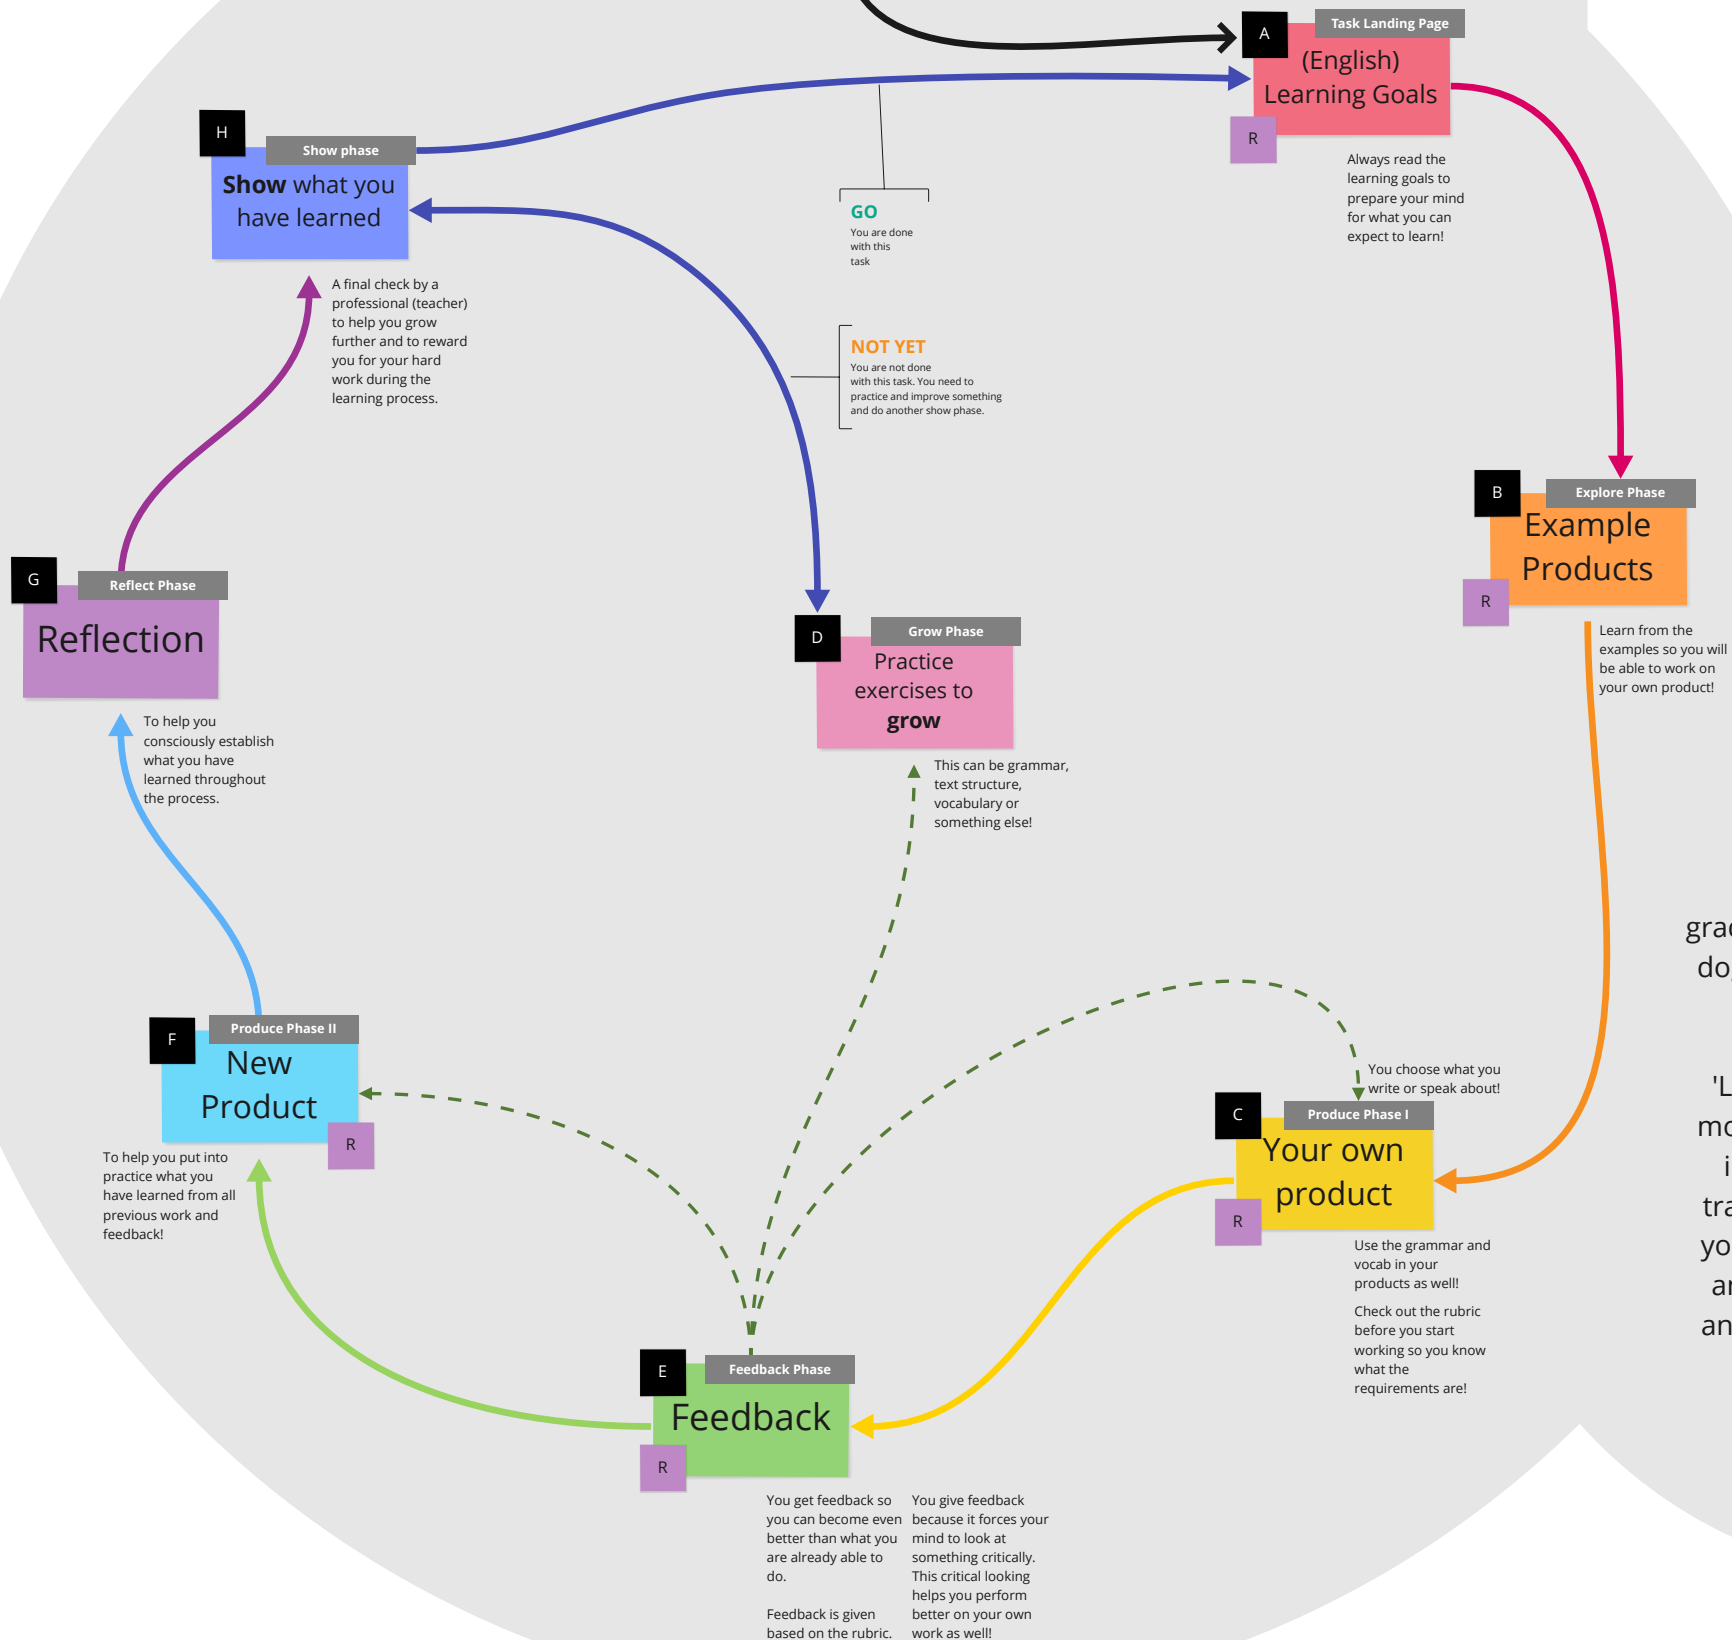 A
Task Landing Page
(English)
Learning Goals
R
Always read the
learning goals to
prepare your mind
for what you can
expect to learn!
B
Explore Phase
Example
Products
R
Learn from the
examples so you will
be able to work on
your own product!
You choose what you
write or speak about!
C
Produce Phase I
Your own
product
R
Use the grammar and
vocab in your
products as well!
Check out the rubric
before you start
working so you know
what the
requirements are!
D
Grow Phase
Practice
exercises to
grow
This can be grammar,
text structure,
vocabulary or
something else!
E
Feedback Phase
Feedback
R
You get feedback so
you can become even
better than what you
are already able to
do.
Feedback is given
based on the rubric.
You give feedback
because it forces your
mind to look at
something critically.
This critical looking
helps you perform
better on your own
work as well!
F
Produce Phase II
New
Product
R
To help you put into
practice what you
have learned from all
previous work and
feedback!
G
Reflect Phase
Reflection
To help you
consciously establish
what you have
learned throughout
the process.
H
Show phase
Show what you
have learned
A final check by a
professional (teacher)
to help you grow
further and to reward
you for your hard
work during the
learning process.
GO
You are done
with this
task
NOT YET
You are not done
with this task. You need to
practice and improve something
and do another show phase.